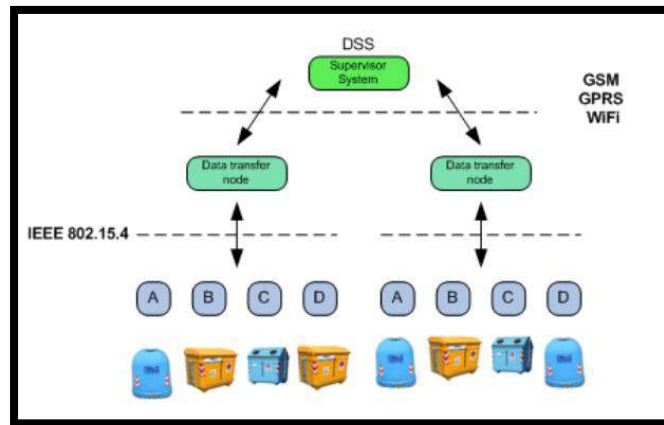 DSS
Supervisor
System
GSM
GPRS
WiFi
Data transfer
node
Data transfer
node
IEEE 802.15.4
A
B
C
D
A
B
C
D